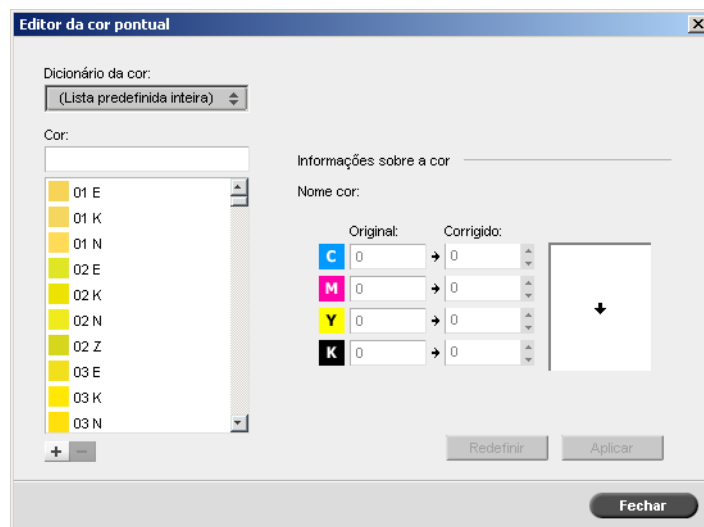 Editor da cor pontual
Dicionário da cor:
(Lista predefinida inteira)
Cor:
01 E
01 K
01 N
02 E
02 K
02 N
02 Z
03 E
03 K
03 N
+ −
Informações sobre a cor
Nome cor:
Original: Corrigido:
C 0 0
M 0 0
Y 0 0
K 0 0
Redefinir Aplicar
Fechar